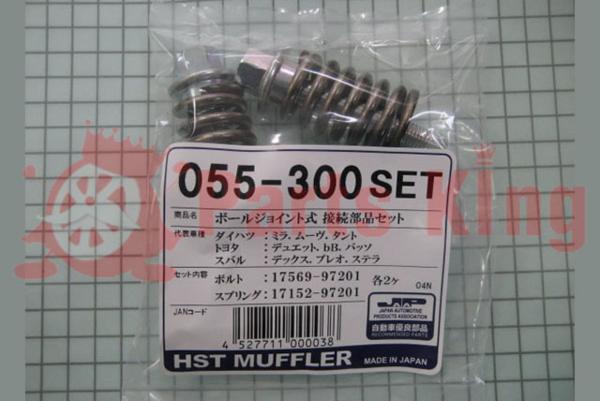 055-300 SET
商品名 ボールジョイント式 接続部品セット
代表車種 ダイハツ : ミラ、ムーヴ、タント
トヨタ : デュエット、bB、パッソ
スバル : デックス、プレオ、ステラ
セット内容 ボルト : 17569-97201 各2ヶ
スプリング : 17152-97201
04N
JANコード
4 527711 000038
JAP
JAPAN AUTOMOTIVE
PRODUCTS ASSOCIATION
自動車優良部品
RECOMMENDED PARTS
HST MUFFLER MADE IN JAPAN
Parts King